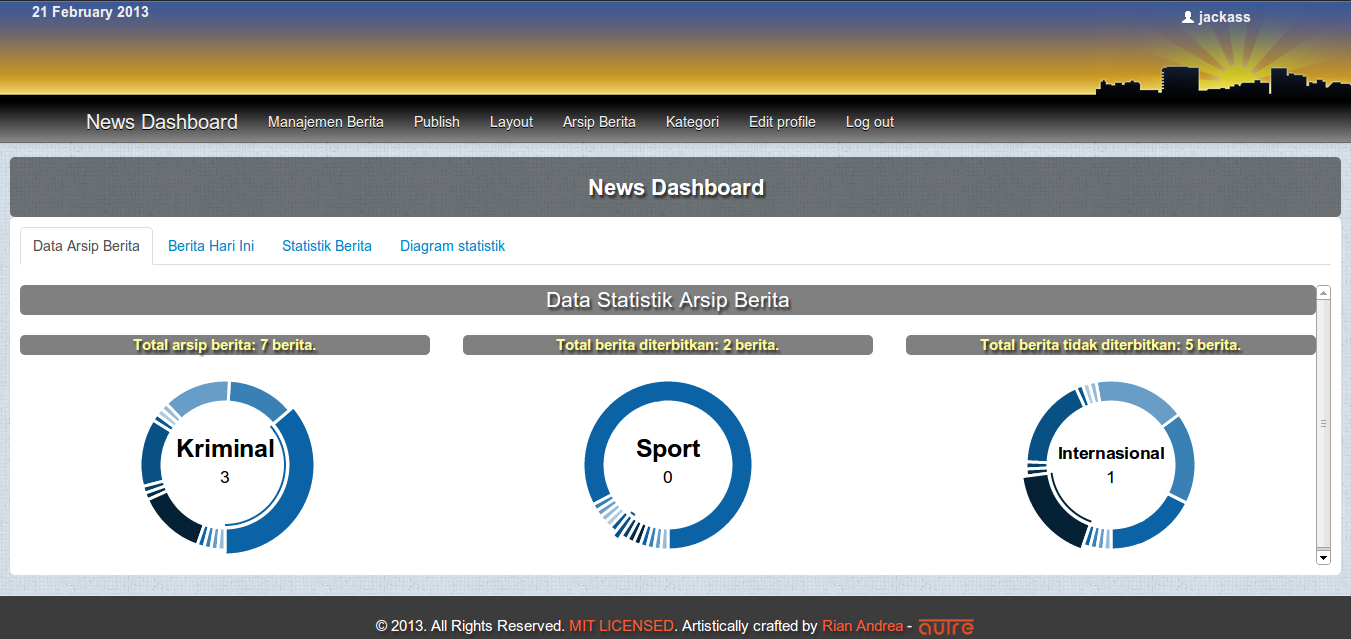 21 February 2013
jackass
News Dashboard Manajemen Berita Publish Layout Arsip Berita Kategori Edit profile Log out
News Dashboard
Data Arsip Berita Berita Hari Ini Statistik Berita Diagram statistik
Data Statistik Arsip Berita
Total arsip berita: 7 berita. Total berita diterbitkan: 2 berita. Total berita tidak diterbitkan: 5 berita.
Kriminal
3
Sport
0
Internasional
1
© 2013. All Rights Reserved. MIT LICENSED. Artistically crafted by Rian Andrea -